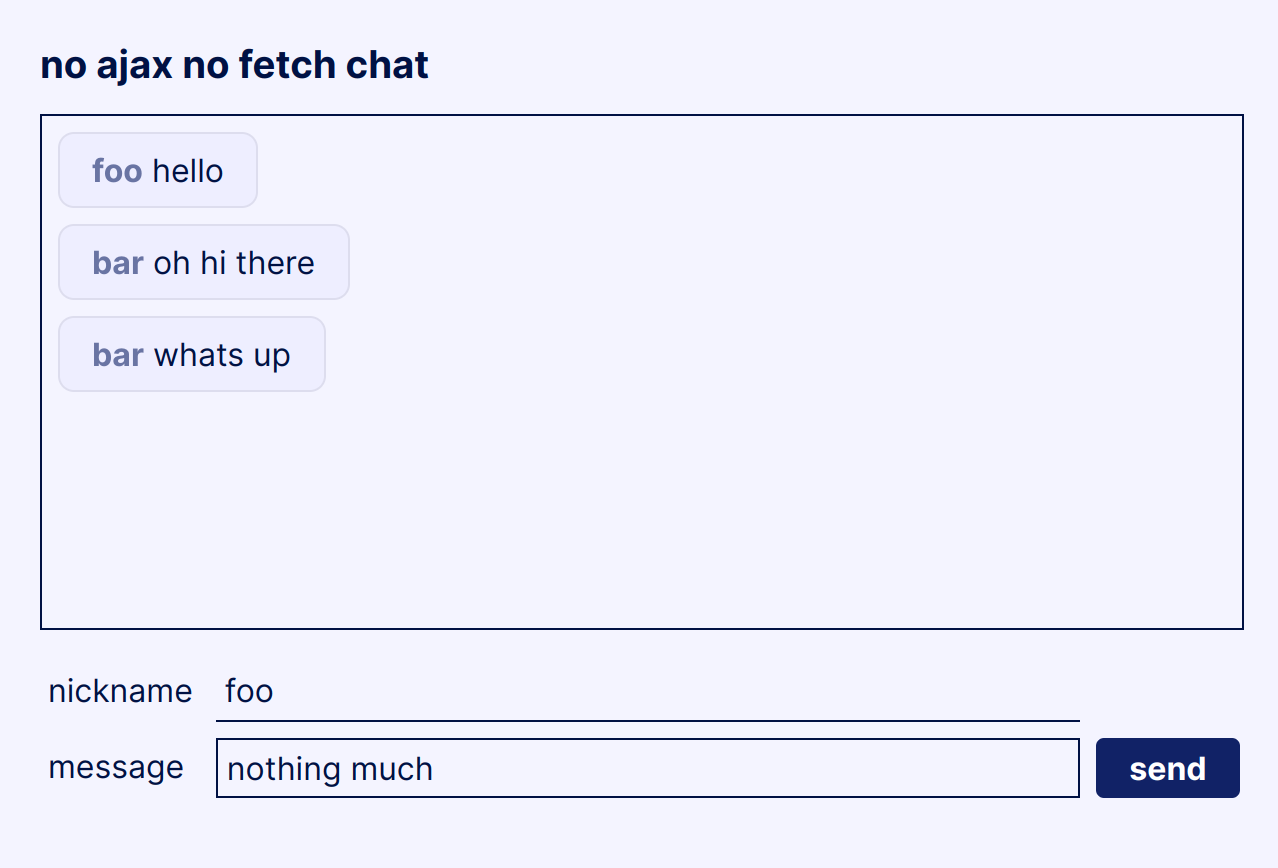 no ajax no fetch chat
foo hello
bar oh hi there
bar whats up
nickname foo
message nothing much send